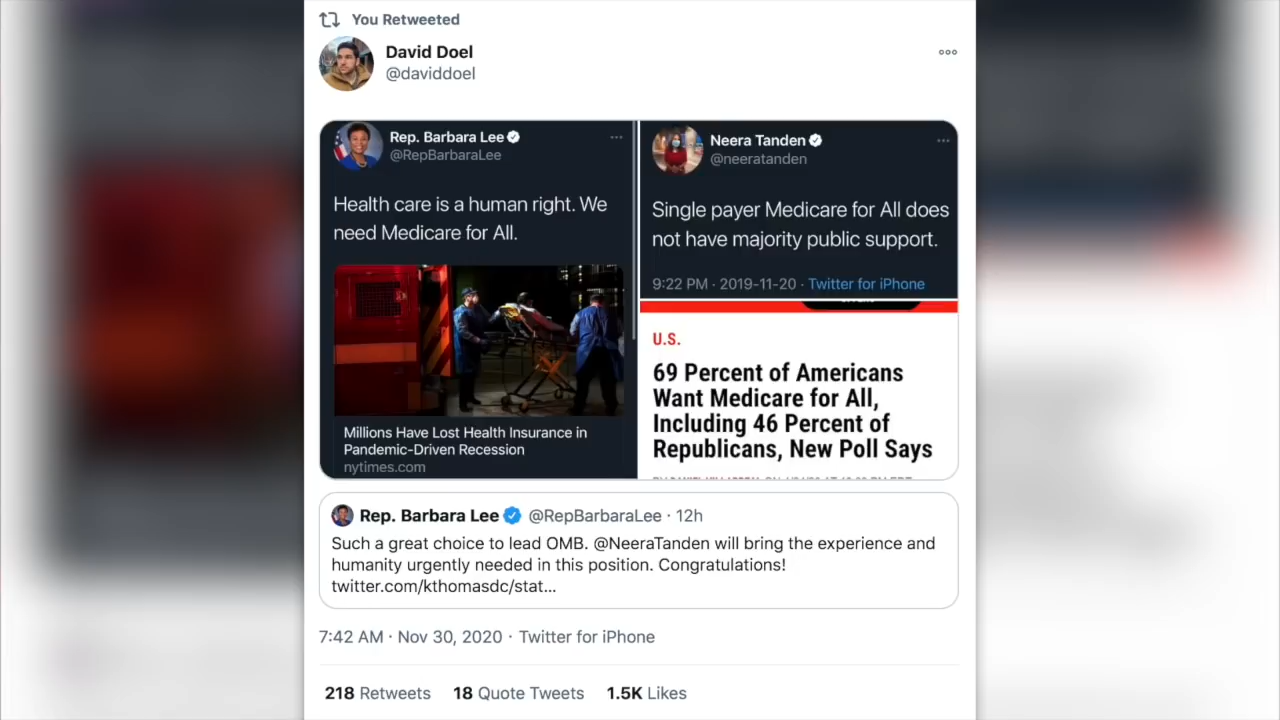 You Retweeted
David Doel
@daviddoel
Rep. Barbara Lee
@RepBarbaraLee
Health care is a human right. We
need Medicare for All.
Millions Have Lost Health Insurance in
Pandemic-Driven Recession
nytimes.com
Neera Tanden
@neeratanden
Single payer Medicare for All does
not have majority public support.
9:22 PM · 2019-11-20 · Twitter for iPhone
U.S.
69 Percent of Americans
Want Medicare for All,
Including 46 Percent of
Republicans, New Poll Says
Rep. Barbara Lee @RepBarbaraLee · 12h
Such a great choice to lead OMB. @NeeraTanden will bring the experience and
humanity urgently needed in this position. Congratulations!
twitter.com/kthomasdc/stat...
7:42 AM · Nov 30, 2020 · Twitter for iPhone
218 Retweets 18 Quote Tweets 1.5K Likes